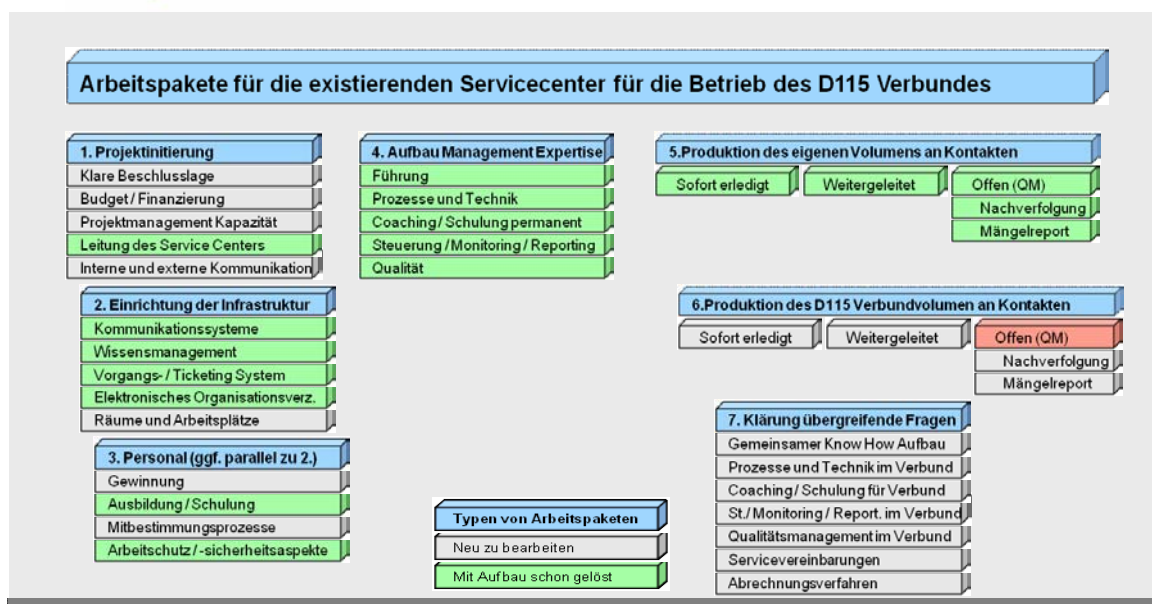 Arbeitspakete für die existierenden Servicecenter für die Betrieb des D115 Verbundes
1. Projektinitierung
Klare Beschlusslage
Budget / Finanzierung
Projektmanagement Kapazität
Leitung des Service Centers
Interne und externe Kommunikation
2. Einrichtung der Infrastruktur
Kommunikationssysteme
Wissensmanagement
Vorgangs- / Ticketing System
Elektronisches Organisationsverz.
Räume und Arbeitsplätze
3. Personal (ggf. parallel zu 2.)
Gewinnung
Ausbildung / Schulung
Mitbestimmungsprozesse
Arbeitschutz / -sicherheitsaspekte
4. Aufbau Management Expertise
Führung
Prozesse und Technik
Coaching / Schulung permanent
Steuerung / Monitoring / Reporting
Qualität
Typen von Arbeitspaketen
Neu zu bearbeiten
Mit Aufbau schon gelöst
5.Produktion des eigenen Volumens an Kontakten
Sofort erledigt
Weitergeleitet
Offen (QM)
Nachverfolgung
Mängelreport
6.Produktion des D115 Verbundvolumen an Kontakten
Sofort erledigt
Weitergeleitet
Offen (QM)
Nachverfolgung
Mängelreport
7. Klärung übergreifende Fragen
Gemeinsamer Know How Aufbau
Prozesse und Technik im Verbund
Coaching / Schulung für Verbund
St./ Monitoring / Report. im Verbund
Qualitätsmanagement im Verbund
Servicevereinbarungen
Abrechnungsverfahren